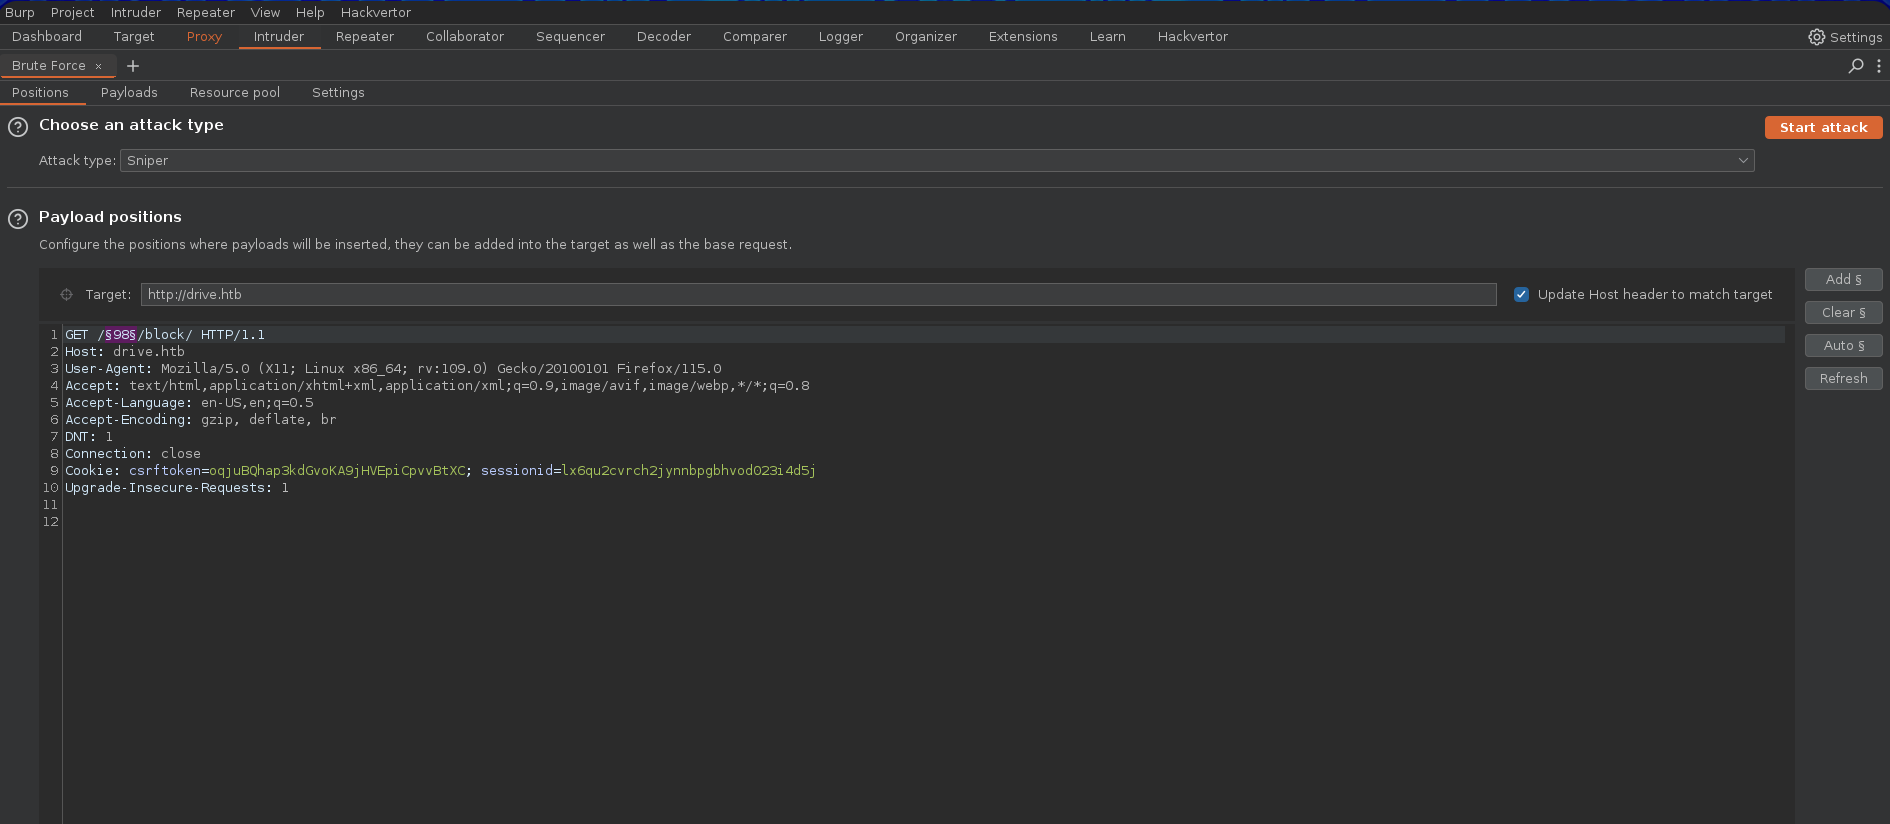 Burp Project Intruder Repeater View Help Hackvertor
Dashboard Target Proxy Intruder Repeater Collaborator Sequencer Decoder Comparer Logger Organizer Extensions Learn Hackvertor Settings
Brute Force × +
Positions Payloads Resource pool Settings
? Choose an attack type Start attack
Attack type: Sniper
? Payload positions
Configure the positions where payloads will be inserted, they can be added into the target as well as the base request.
Target: http://drive.htb Update Host header to match target
Add §
Clear §
Auto §
Refresh
1 GET /§98§/block/ HTTP/1.1
2 Host: drive.htb
3 User-Agent: Mozilla/5.0 (X11; Linux x86_64; rv:109.0) Gecko/20100101 Firefox/115.0
4 Accept: text/html,application/xhtml+xml,application/xml;q=0.9,image/avif,image/webp,*/*;q=0.8
5 Accept-Language: en-US,en;q=0.5
6 Accept-Encoding: gzip, deflate, br
7 DNT: 1
8 Connection: close
9 Cookie: csrftoken=oqjuBQhap3kdGvoKA9jHVEpiCpvvBtXC; sessionid=lx6qu2cvrch2jynnbpgbhvod023i4d5j
10 Upgrade-Insecure-Requests: 1
11
12